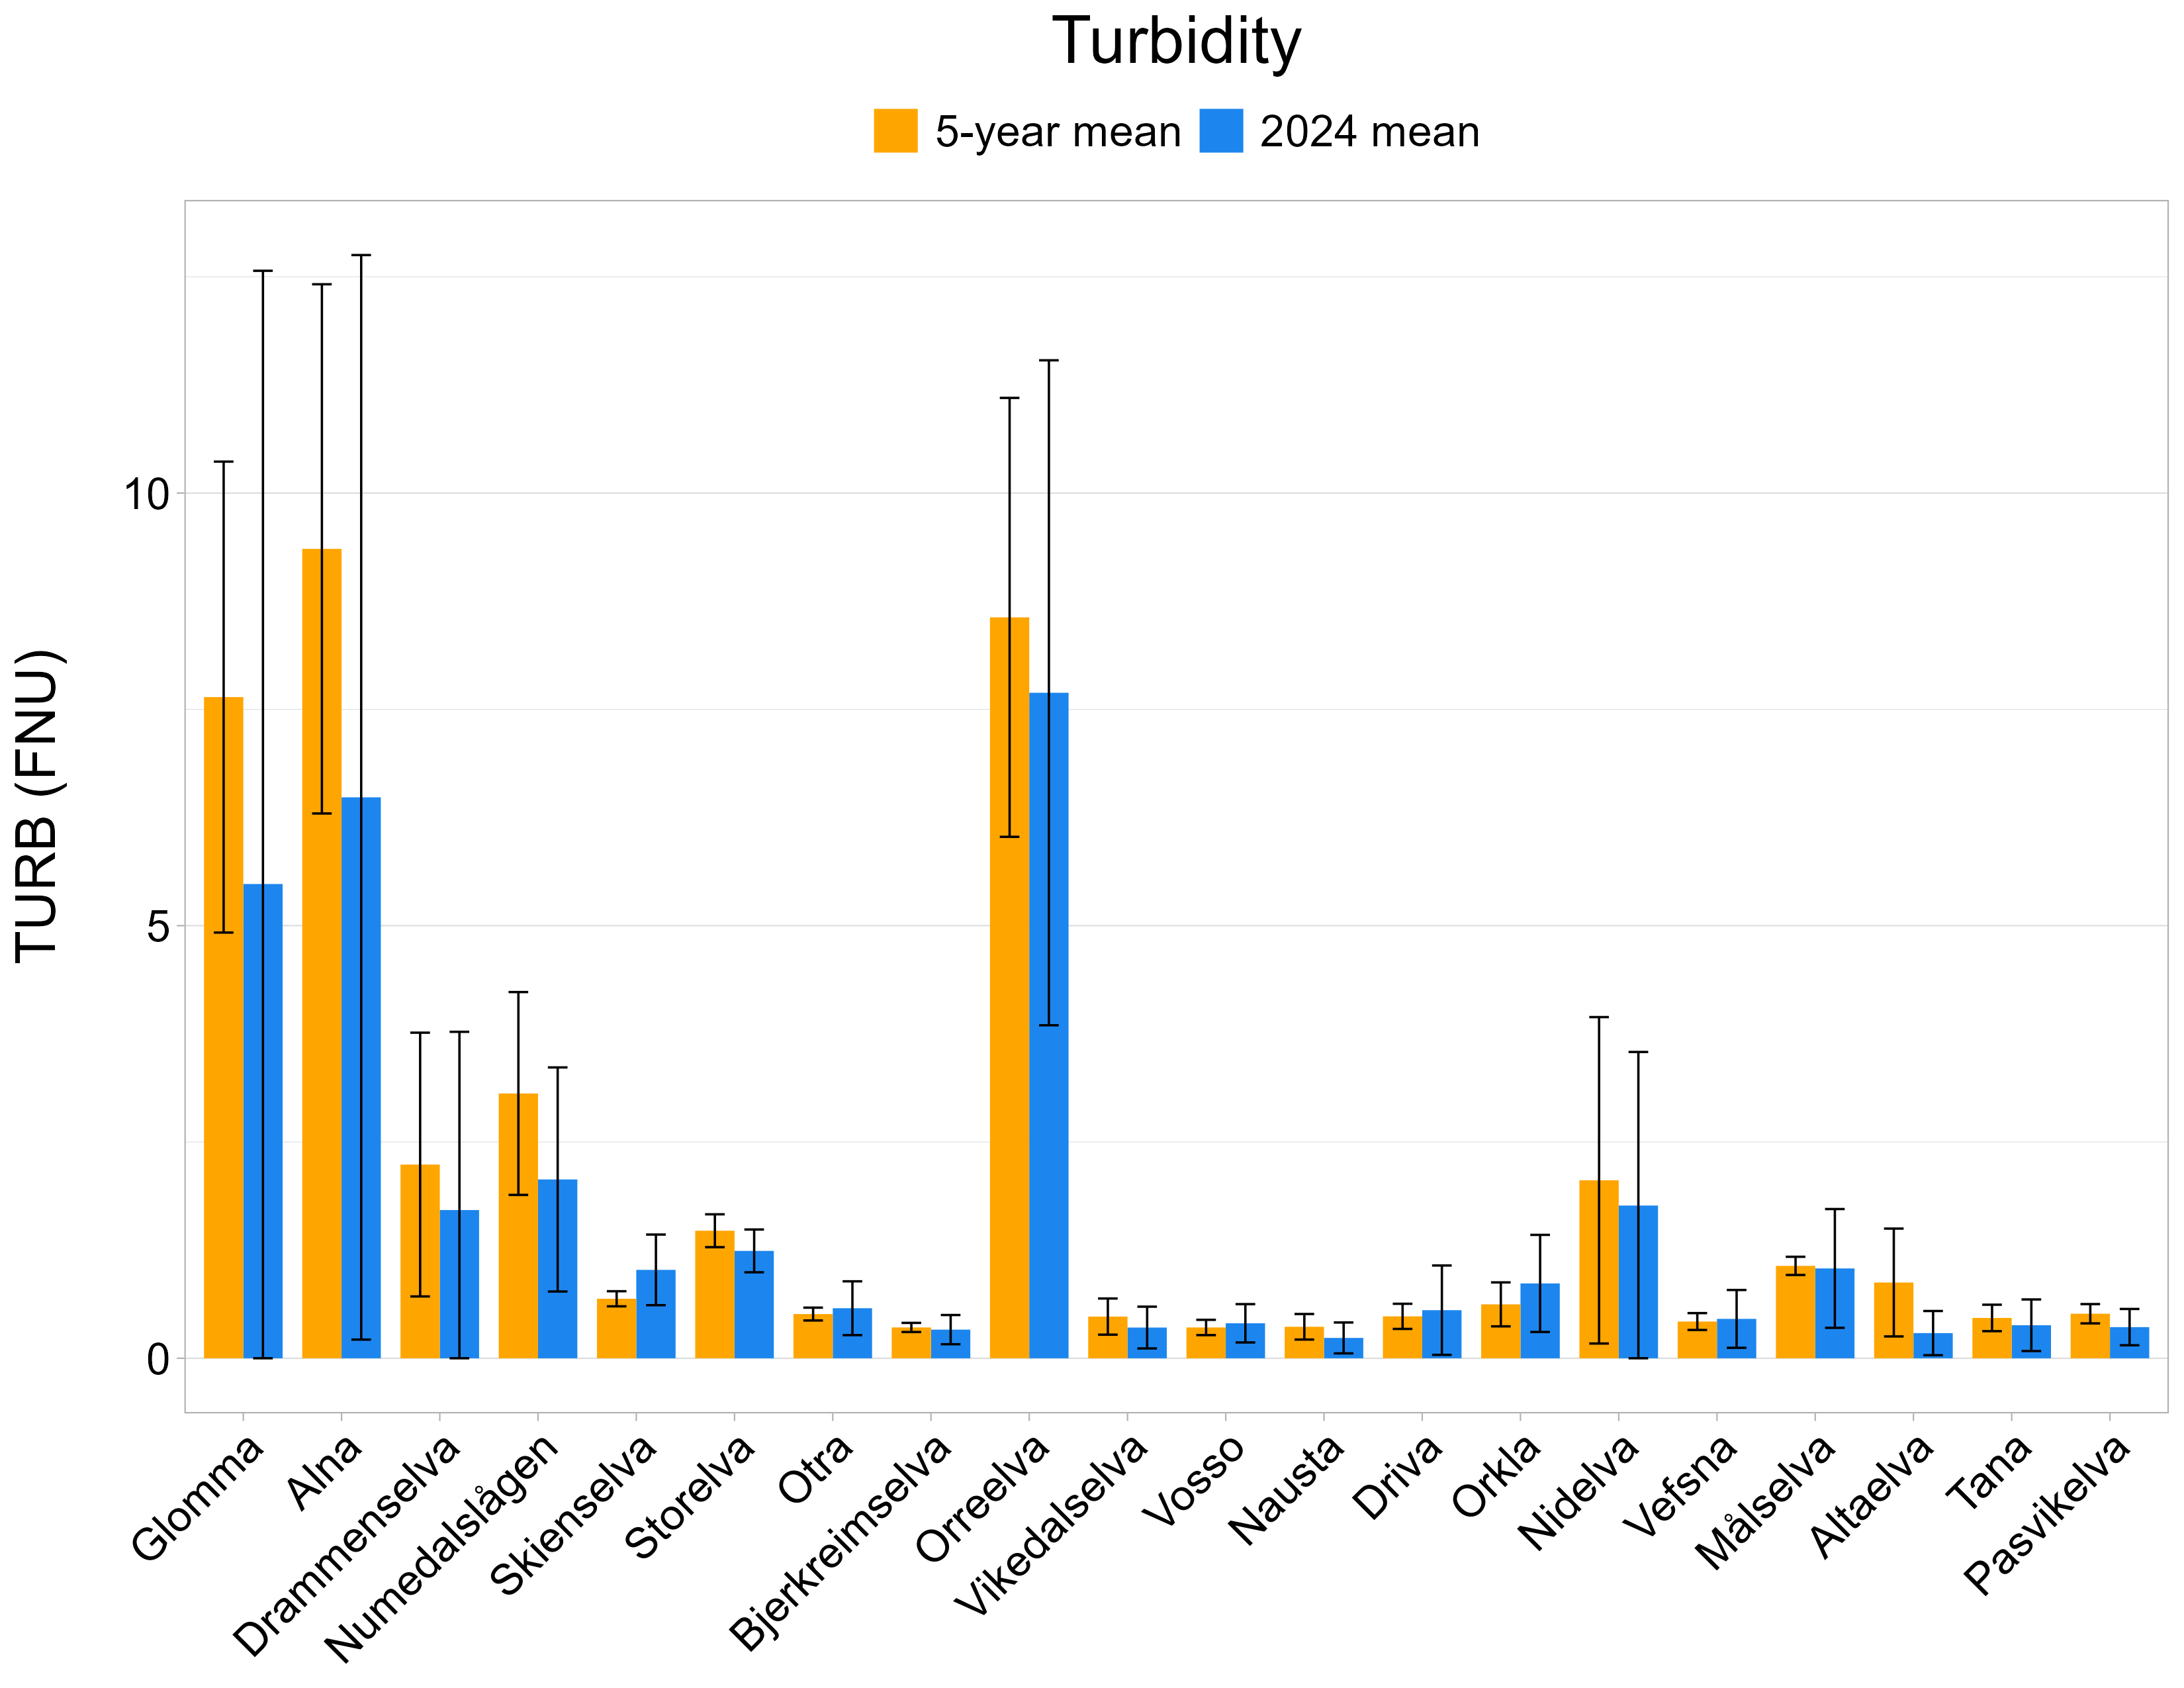 Turbidity
5-year mean 2024 mean
TURB (FNU)
10
5
0
Glomma
Alna
Drammenselva
Numedalslågen
Skienselva
Storelva
Otra
Bjerkreimselva
Orreelva
Vikedalselva
Vosso
Nausta
Driva
Orkla
Nidelva
Vefsna
Målselva
Altaelva
Tana
Pasvikelva